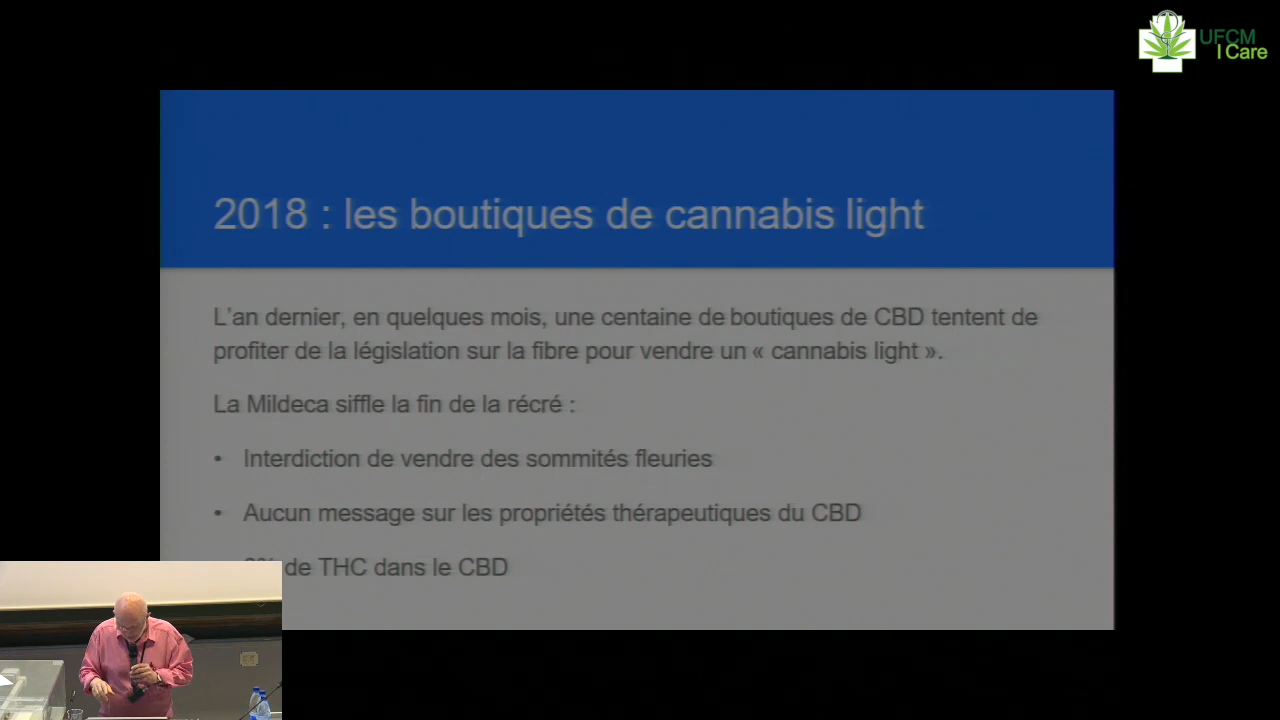 UFCM
I Care
2018 : les boutiques de cannabis light
L'an dernier, en quelques mois, une centaine de boutiques de CBD tentent de
profiter de la législation sur la fibre pour vendre un « cannabis light ».
La Mildeca siffle la fin de la récré :
• Interdiction de vendre des sommités fleuries
• Aucun message sur les propriétés thérapeutiques du CBD
de THC dans le CBD